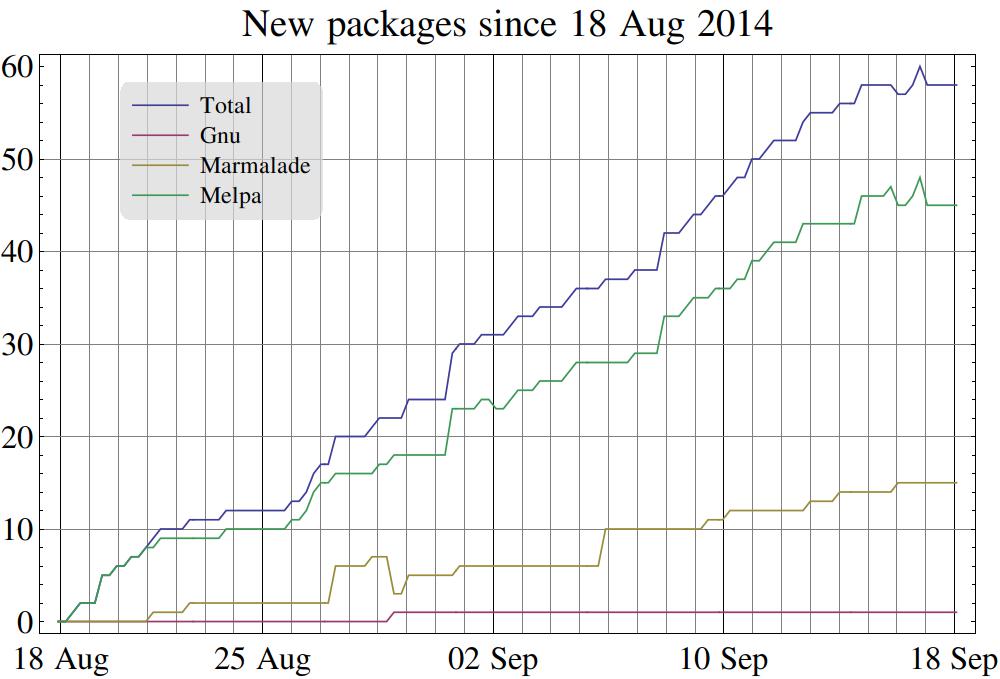 New packages since 18 Aug 2014
60
50
40
30
20
10
0
Total
Gnu
Marmalade
Melpa
18 Aug 25 Aug 02 Sep 10 Sep 18 Sep